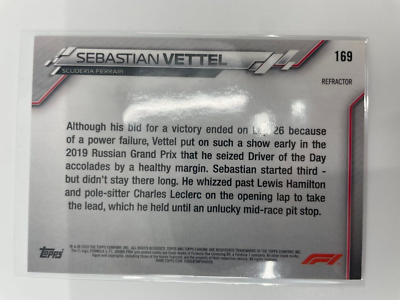 SEBASTIAN VETTEL
SCUDERIA FERRARI
169
REFRACTOR
Although his bid for a victory ended on Lap 26 because
of a power failure, Vettel put on such a show early in the
2019 Russian Grand Prix that he seized Driver of the Day
accolades by a healthy margin. Sebastian started third -
but didn't stay there long. He whizzed past Lewis Hamilton
and pole-sitter Charles Leclerc on the opening lap to take
the lead, which he held until an unlucky mid-race pit stop.
Topps
F1